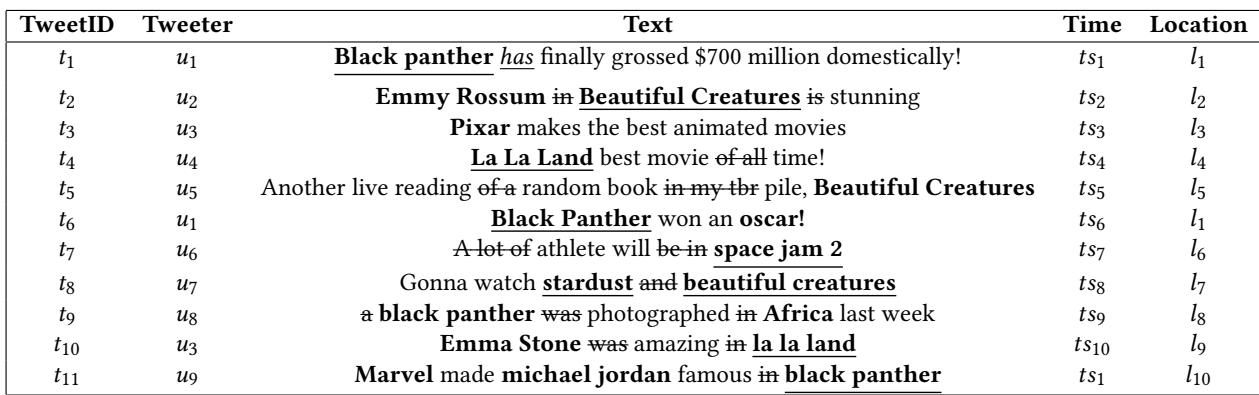 TweetID Tweeter Text Time Location
t1 u1 Black panther has finally grossed $700 million domestically! ts1 l1
t2 u2 Emmy Rossum in Beautiful Creatures is stunning ts2 l2
t3 u3 Pixar makes the best animated movies ts3 l3
t4 u4 La La Land best movie of all time! ts4 l4
t5 u5 Another live reading of a random book in my tbr pile, Beautiful Creatures ts5 l5
t6 u1 Black Panther won an oscar! ts6 l1
t7 u6 A lot of athlete will be in space jam 2 ts7 l6
t8 u7 Gonna watch stardust and beautiful creatures ts8 l7
t9 u8 a black panther was photographed in Africa last week ts9 l8
t10 u3 Emma Stone was amazing in la la land ts10 l9
t11 u9 Marvel made michael jordan famous in black panther ts1 l10